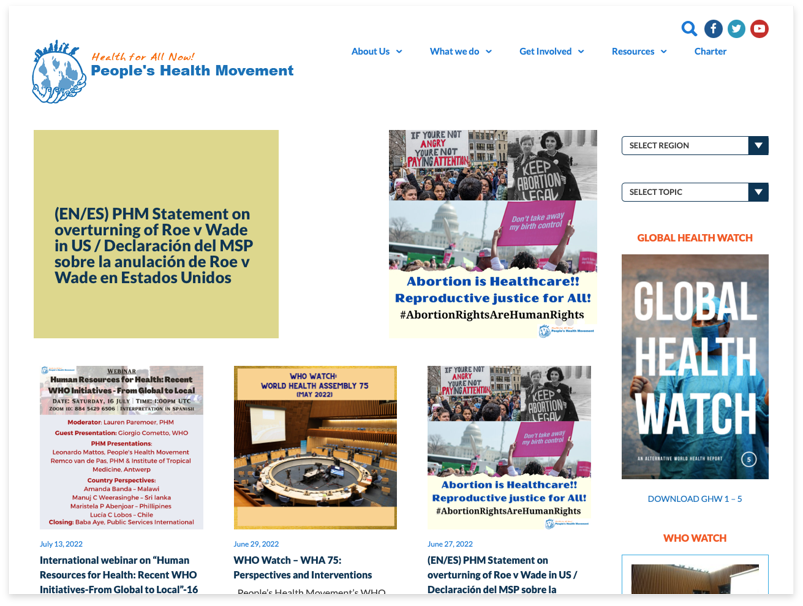 Health for All Now!
People's Health Movement
About Us
What we do
Get Involved
Resources
Charter
(EN/ES) PHM Statement on
overturning of Roe v Wade
in US / Declaración del MSP
sobre la anulación de Roe v
Wade en Estados Unidos
IF YOU'RE NOT
ANGRY
YOU'RE NOT
PAYING ATTENTION
KEEP
ABORTION
LEGAL
Don't take away
my birth control
Abortion is Healthcare!!
Reproductive justice for All!
#AbortionRightsAreHumanRights
People's Health Movement
SELECT REGION
SELECT TOPIC
GLOBAL HEALTH WATCH
GLOBAL
HEALTH
WATCH
AN ALTERNATIVE WORLD HEALTH REPORT
5
DOWNLOAD GHW 1 – 5
WHO WATCH
WEBINAR
Human Resources for Health: Recent
WHO Initiatives - From Global to Local
DATE: SATURDAY, 16 JULY | TIME: 1:00PM UTC
ZOOM ID: 884 5429 6506 | INTERPRETATION IN SPANISH
Moderator: Lauren Paremoer, PHM
Guest Presentation: Giorgio Cometto, WHO
PHM Presentations:
Leonardo Mattos, People's Health Movement
Remco van de Pas, PHM & Institute of Tropical
Medicine, Antwerp
Country Perspectives:
Amanda Banda – Malawi
Manuj C Weerasinghe – Sri lanka
Maristela P Abenjoar – Phillipines
Lucia C Lobos – Chile
Closing: Baba Aye, Public Services International
July 13, 2022
International webinar on “Human
Resources for Health: Recent WHO
Initiatives-From Global to Local”-16
WHO WATCH:
WORLD HEALTH ASSEMBLY 75
(MAY 2022)
June 29, 2022
WHO Watch – WHA 75:
Perspectives and Interventions
People's Health Movement's WHO
IF YOU'RE NOT
ANGRY
YOU'RE NOT
PAYING ATTENTION
KEEP
ABORTION
LEGAL
Don't take away
my birth control
Abortion is Healthcare!!
Reproductive justice for All!
#AbortionRightsAreHumanRights
People's Health Movement
June 27, 2022
(EN/ES) PHM Statement on
overturning of Roe v Wade in US /
Declaración del MSP sobre la